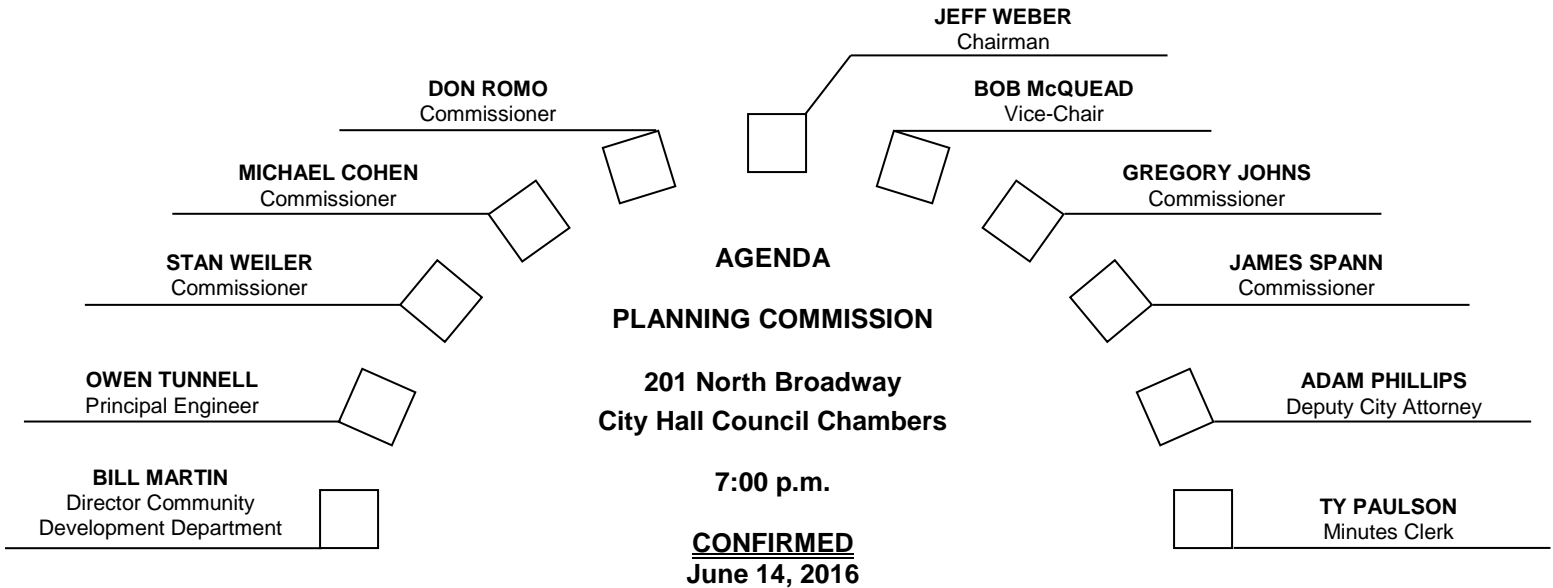 JEFF WEBER
Chairman
DON ROMO
Commissioner
BOB McQUEAD
Vice-Chair
MICHAEL COHEN
Commissioner
GREGORY JOHNS
Commissioner
STAN WEILER
Commissioner
AGENDA
JAMES SPANN
Commissioner
PLANNING COMMISSION
OWEN TUNNELL
Principal Engineer
201 North Broadway
City Hall Council Chambers
ADAM PHILLIPS
Deputy City Attorney
BILL MARTIN
Director Community
Development Department
7:00 p.m.
TY PAULSON
Minutes Clerk
CONFIRMED
June 14, 2016